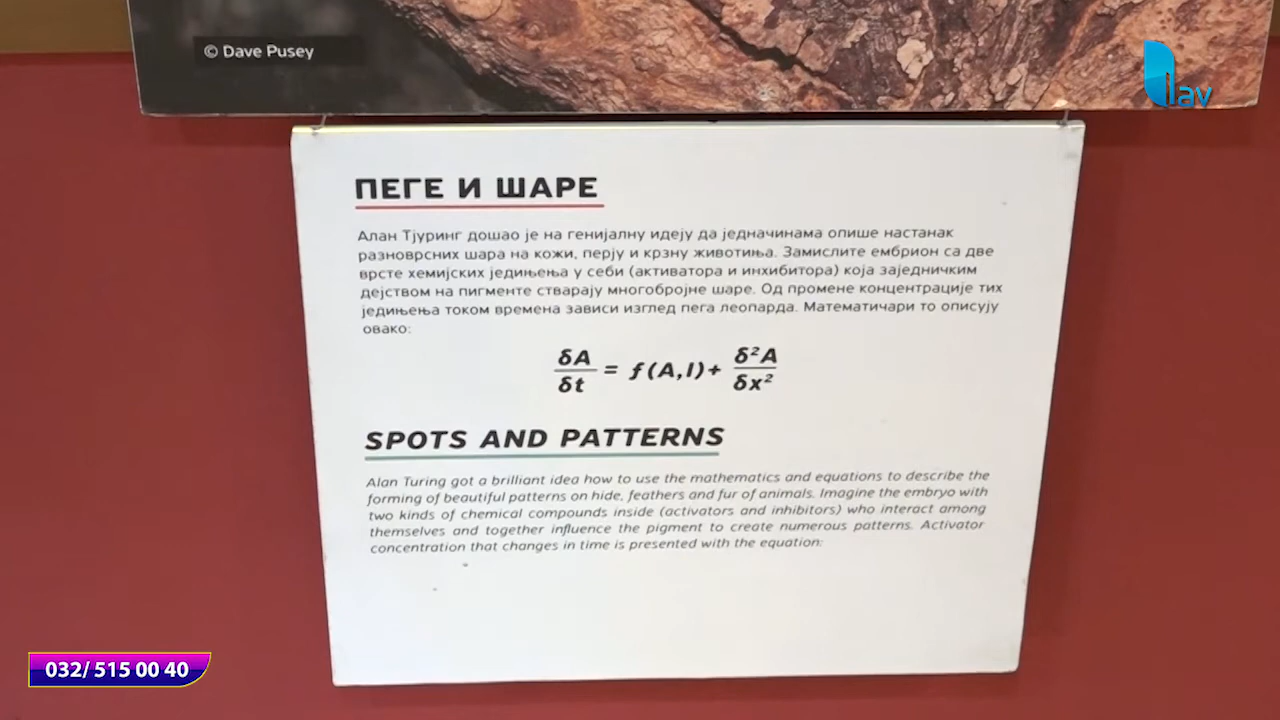 © Dave Pusey
lav
ПЕГЕ И ШАРЕ
Алан Тјуринг дошао је на генијалну идеју да једначинама опише настанак
разноврсних шара на кожи, перју и крзну животиња. Замислите ембрион са две
врсте хемијских једињења у себи (активатора и инхибитора) која заједничким
дејством на пигменте стварају многобројне шаре. Од промене концентрације тих
једињења током времена зависи изглед пега леопарда. Математичари то описују
овако:
δA/δt = f(A,I)+ δ²A/δx²
SPOTS AND PATTERNS
Alan Turing got a brilliant idea how to use the mathematics and equations to describe the
forming of beautiful patterns on hide, feathers and fur of animals. Imagine the embryo with
two kinds of chemical compounds inside (activators and inhibitors) who interact among
themselves and together influence the pigment to create numerous patterns. Activator
concentration that changes in time is presented with the equation:
032/ 515 00 40